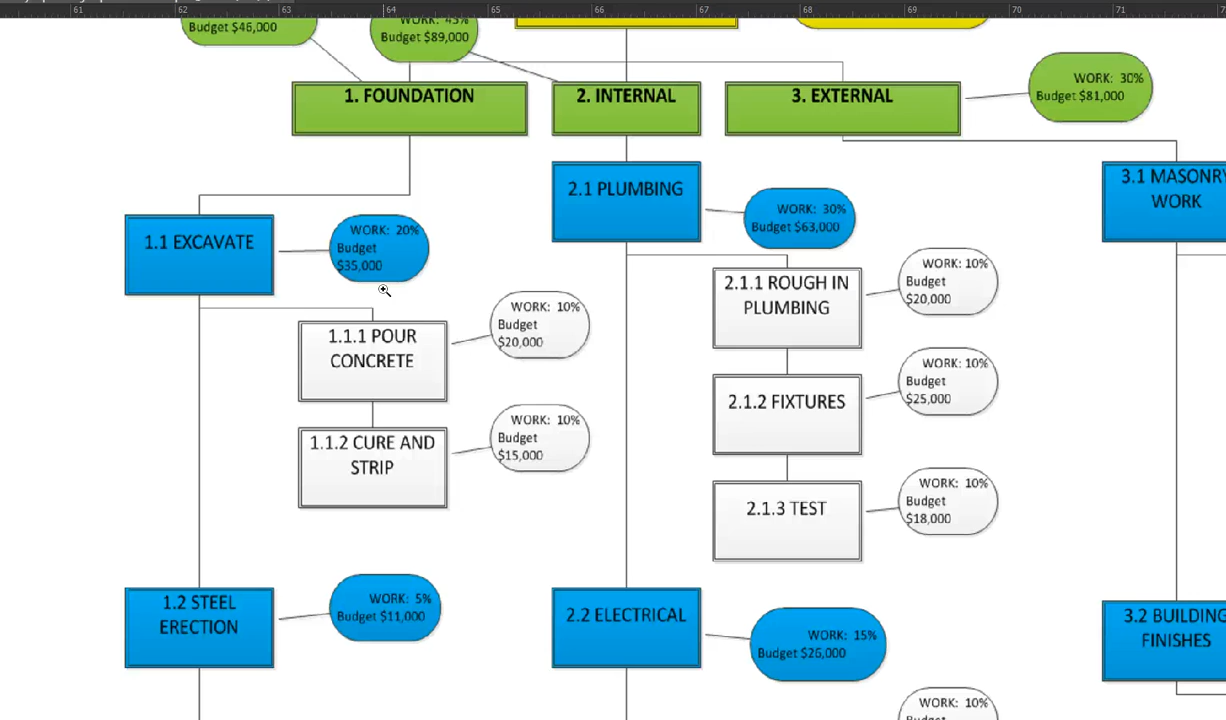 61
62
63
64
65
66
67
68
69
70
71
Budget $46,000
WORK: 45%
Budget $89,000
1. FOUNDATION
2. INTERNAL
3. EXTERNAL
WORK: 30%
Budget $81,000
1.1 EXCAVATE
WORK: 20%
Budget
$35,000
2.1 PLUMBING
WORK: 30%
Budget $63,000
3.1 MASONRY
WORK
1.1.1 POUR
CONCRETE
WORK: 10%
Budget
$20,000
1.1.2 CURE AND
STRIP
WORK: 10%
Budget
$15,000
2.1.1 ROUGH IN
PLUMBING
WORK: 10%
Budget
$20,000
2.1.2 FIXTURES
WORK: 10%
Budget
$25,000
2.1.3 TEST
WORK: 10%
Budget
$18,000
1.2 STEEL
ERECTION
WORK: 5%
Budget $11,000
2.2 ELECTRICAL
WORK: 15%
Budget $26,000
3.2 BUILDING
FINISHES
WORK: 10%